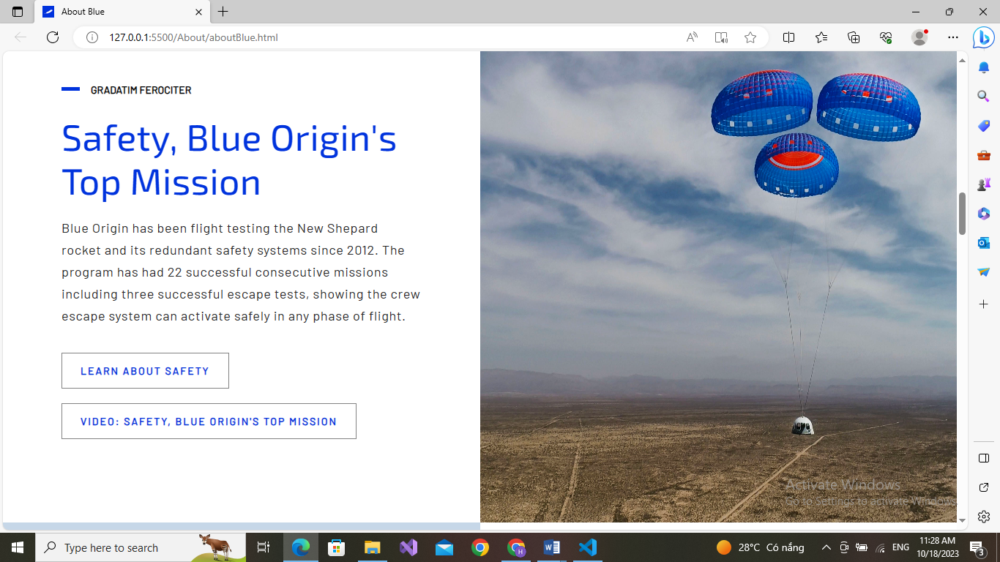 About Blue
127.0.0.1:5500/About/aboutBlue.html
GRADATIM FEROCITER
Safety, Blue Origin's
Top Mission
Blue Origin has been flight testing the New Shepard
rocket and its redundant safety systems since 2012. The
program has had 22 successful consecutive missions
including three successful escape tests, showing the crew
escape system can activate safely in any phase of flight.
LEARN ABOUT SAFETY
VIDEO: SAFETY, BLUE ORIGIN'S TOP MISSION
Activate Windows
Go to Settings to activate Windows.
Type here to search
28°C Có nắng
ENG
11:28 AM
10/18/2023
3